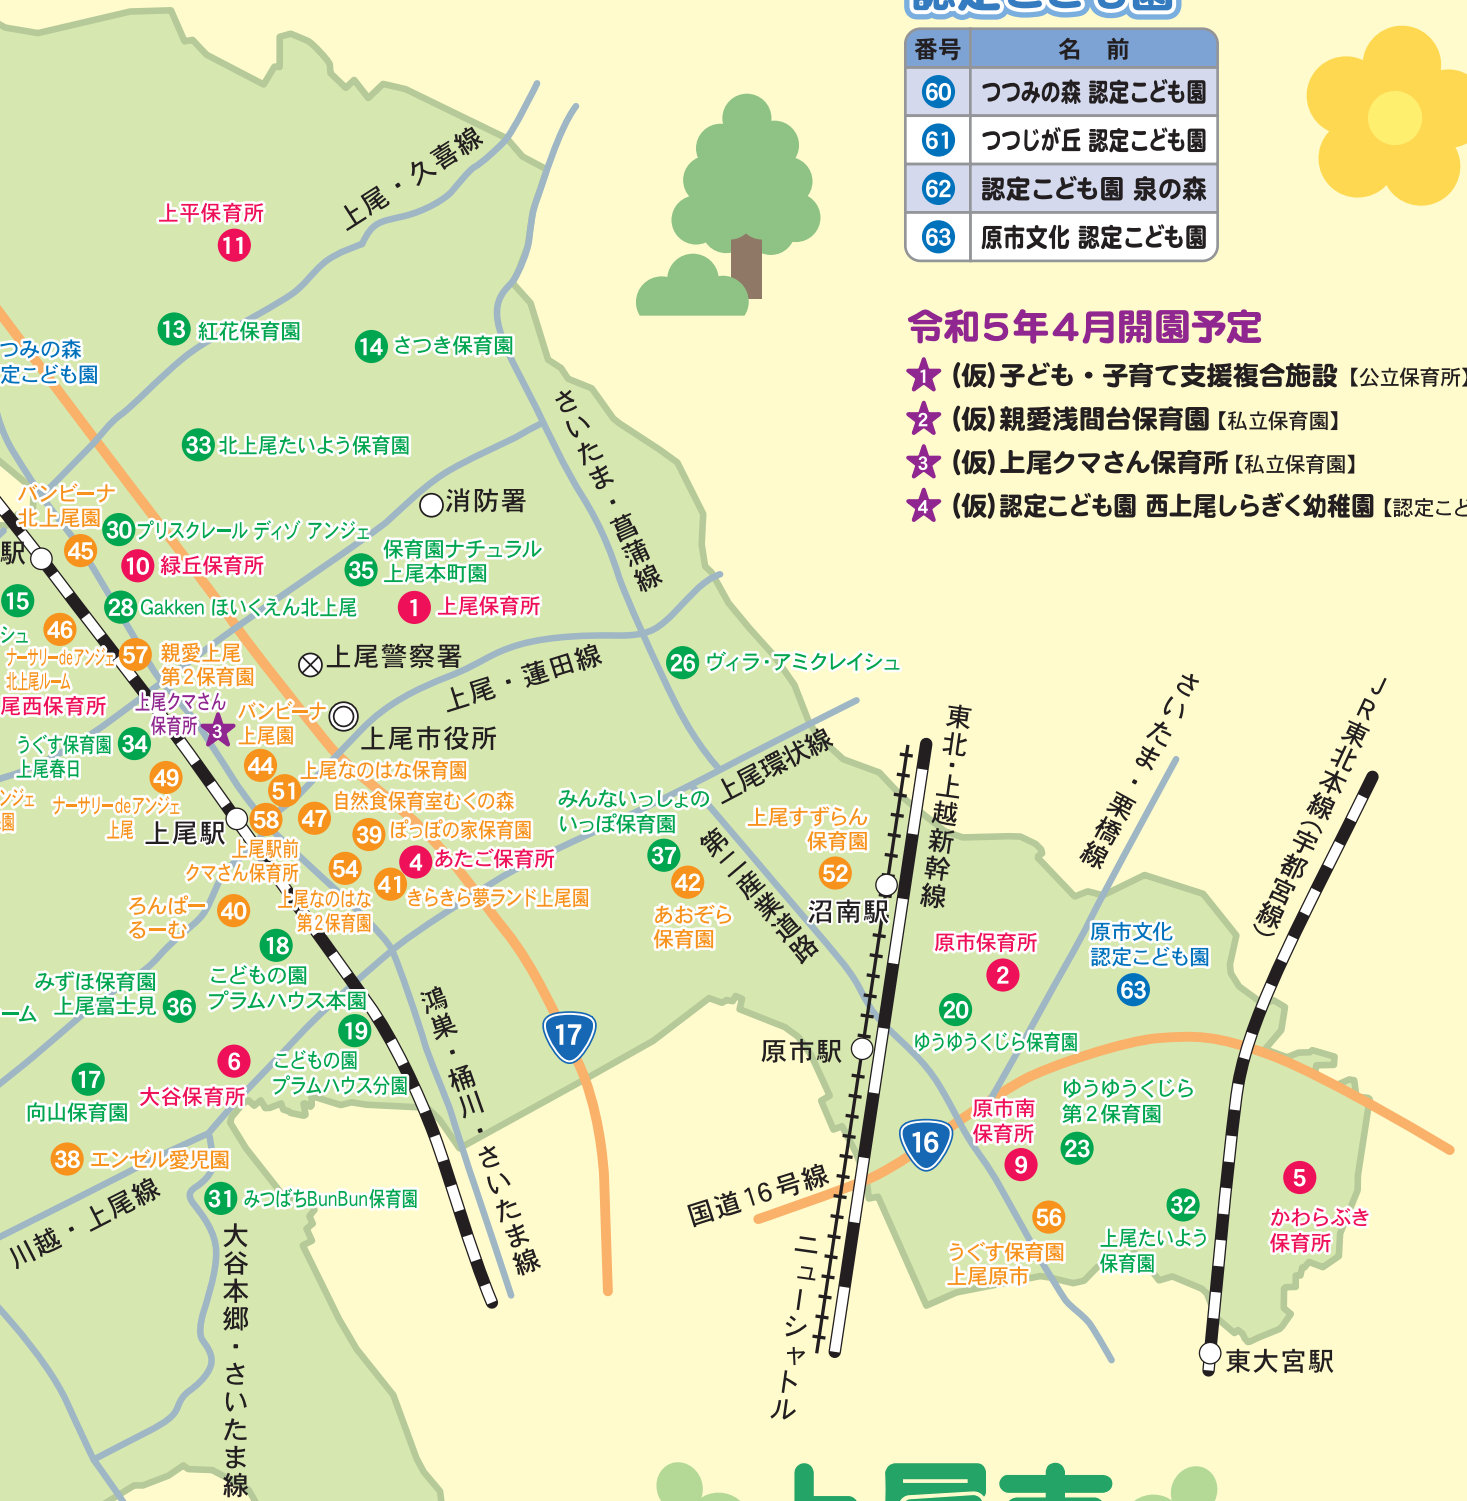 認定こども園
番号 名 前
60 つつみの森 認定こども園
61 つつじが丘 認定こども園
62 認定こども園 泉の森
63 原市文化 認定こども園
令和5年4月開園予定
1 (仮)子ども・子育て支援複合施設【公立保育所】
2 (仮)親愛浅間台保育園【私立保育園】
3 (仮)上尾クマさん保育所【私立保育園】
4 (仮)認定こども園 西上尾しらぎく幼稚園【認定こど
上尾・久喜線
上平保育所
11
13 紅花保育園
14 さつき保育園
つみの森
定こども園
33 北上尾たいよう保育園
さいたま・菖蒲線
消防署
バンビーナ
北上尾園
45
30 プリスクレール ディゾ アンジェ
駅
10 緑丘保育所
35 保育園ナチュラル
上尾本町園
15
シュ
28 Gakken ほいくえん北上尾
1 上尾保育所
46
ナーサリーdeアンジェ
北上尾ルーム
57 親愛上尾
第2保育園
上尾警察署
上尾・蓮田線
26 ヴィラ・アミクレイシュ
尾西保育所
上尾クマさん
保育所
3
バンビーナ
上尾園
44
上尾市役所
うぐす保育園
上尾春日
34
49
ナーサリーdeアンジェ
上尾
ンジェ
園
51 上尾なのはな保育園
上尾駅
58
上尾駅前
クマさん保育所
47 自然食保育室むくの森
39 ぽっぽの家保育園
4 あたご保育所
54
上尾なのはな
第2保育園
41 きらきら夢ランド上尾園
上尾環状線
みんないっしょの
いっぽ保育園
37
42
あおぞら
保育園
第二産業道路
上尾すずらん
保育園
52
沼南駅
東北・上越新幹線
さいたま・栗橋線
JR東北本線(宇都宮線)
ろんぱー
るーむ
40
18
こどもの園
プラムハウス本園
みずほ保育園
上尾富士見
36
ーム
19
こどもの園
プラムハウス分園
鴻巣・桶川・さいたま線
17
原市保育所
2
原市文化
認定こども園
63
20
ゆうゆうくじら保育園
原市駅
17
向山保育園
6
大谷保育所
ゆうゆうくじら
第2保育園
23
原市南
保育所
9
16
38 エンゼル愛児園
川越・上尾線
31 みつばちBunBun保育園
国道16号線
5
かわらぶき
保育所
32
上尾たいよう
保育園
56
うぐす保育園
上尾原市
大谷本郷・さいたま線
ニューシャトル
東大宮駅
上尾市